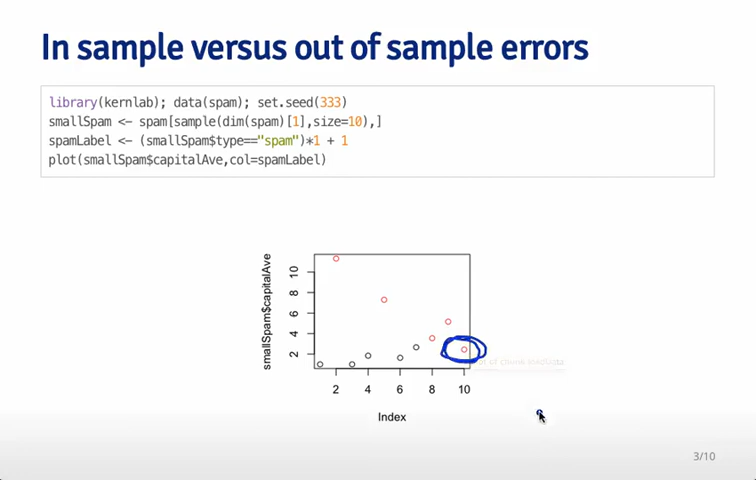 In sample versus out of sample errors
library(kernlab); data(spam); set.seed(333)
smallSpam <- spam[sample(dim(spam)[1],size=10),]
spamLabel <- (smallSpam$type=="spam")*1 + 1
plot(smallSpam$capitalAve,col=spamLabel)
smallSpam$capitalAve
10
8
6
4
2
2 4 6 8 10
Index
3/10